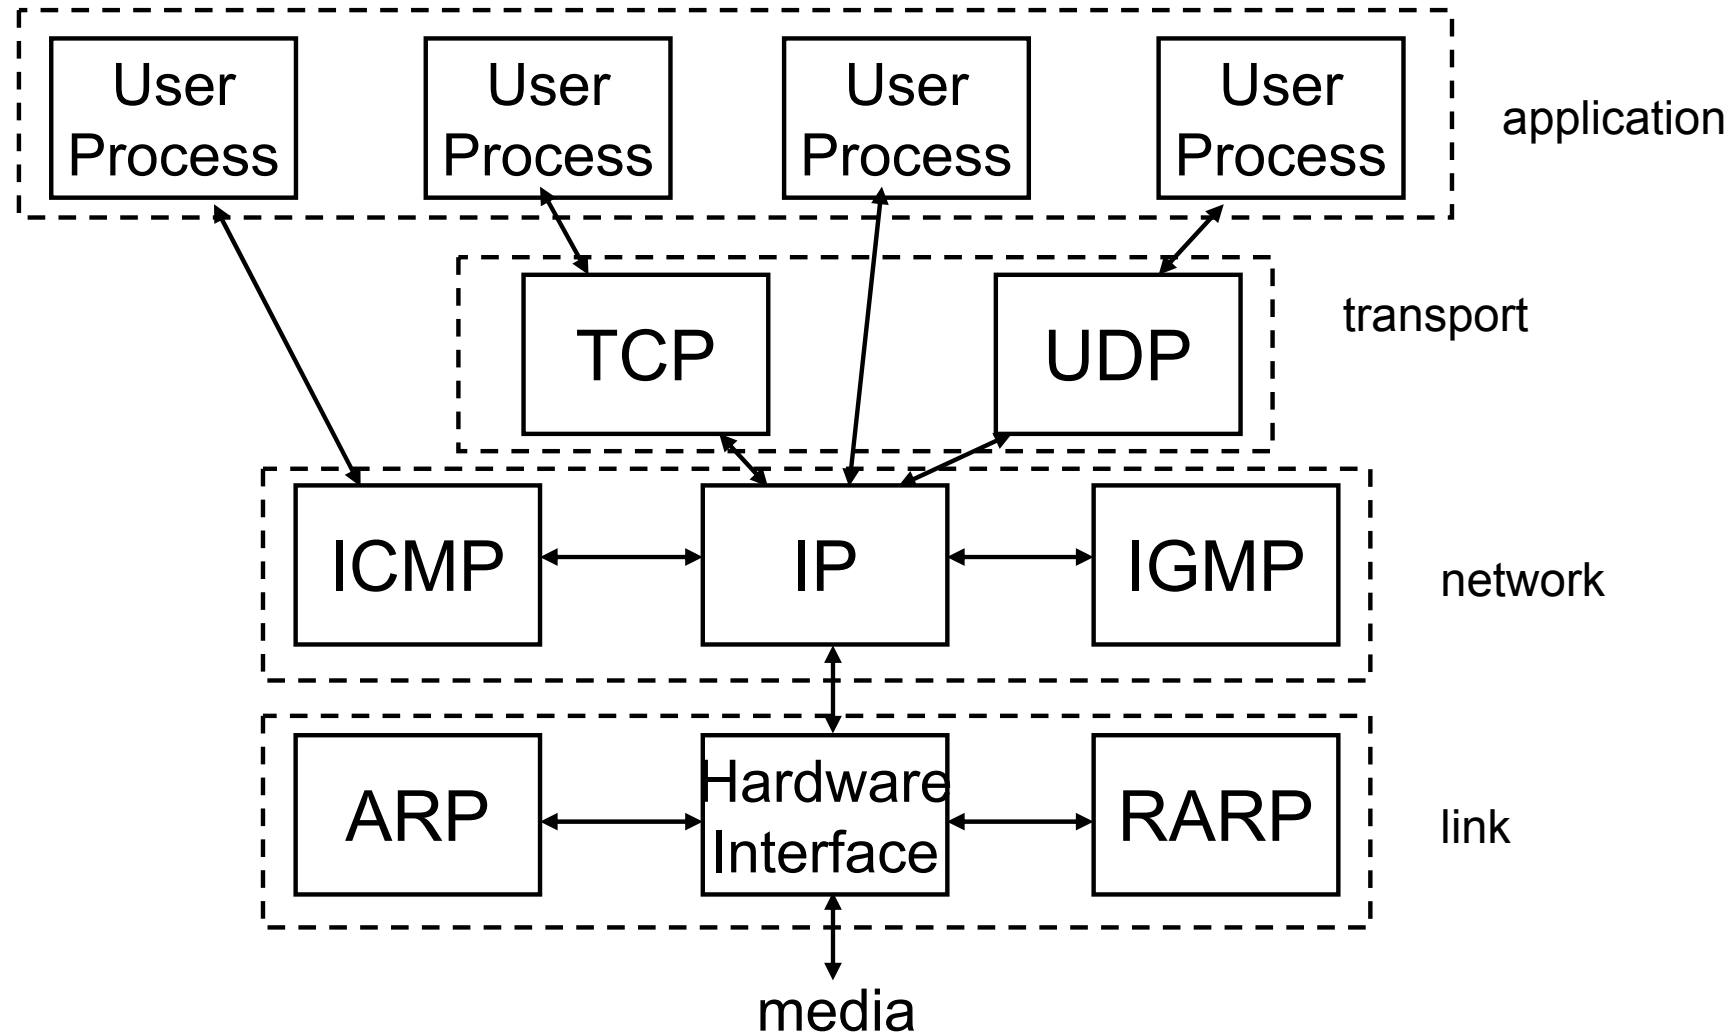 User
Process
User
Process
User
Process
User
Process
application
TCP
UDP
transport
ICMP
IP
IGMP
network
ARP
Hardware
Interface
RARP
link
media